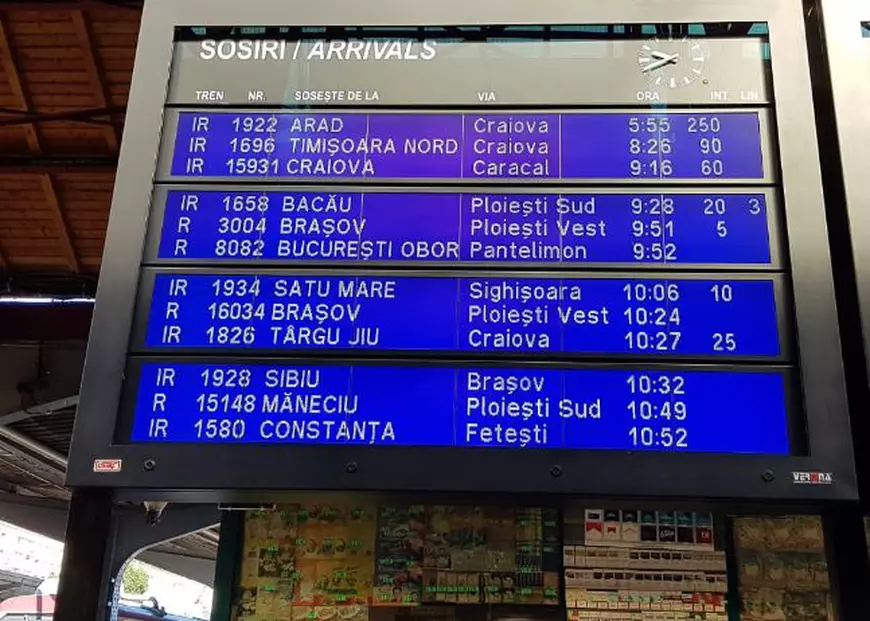 SOSIRI / ARRIVALS
TREN NR. SOSEȘTE DE LA VIA ORA INT. LIN
IR 1922 ARAD Craiova 5:55 250
IR 1696 TIMIȘOARA NORD Craiova 8:26 90
IR 15931 CRAIOVA Caracal 9:16 60
IR 1658 BACĂU Ploiești Sud 9:28 20 3
R 3004 BRAȘOV Ploiești Vest 9:51 5
R 8082 BUCUREȘTI OBOR Pantelimon 9:52
IR 1934 SATU MARE Sighișoara 10:06 10
R 16034 BRAȘOV Ploiești Vest 10:24
IR 1826 TÂRGU JIU Craiova 10:27 25
IR 1928 SIBIU Brașov 10:32
R 15148 MĂNECIU Ploiești Sud 10:49
IR 1580 CONSTANȚA Fetești 10:52
VERONA